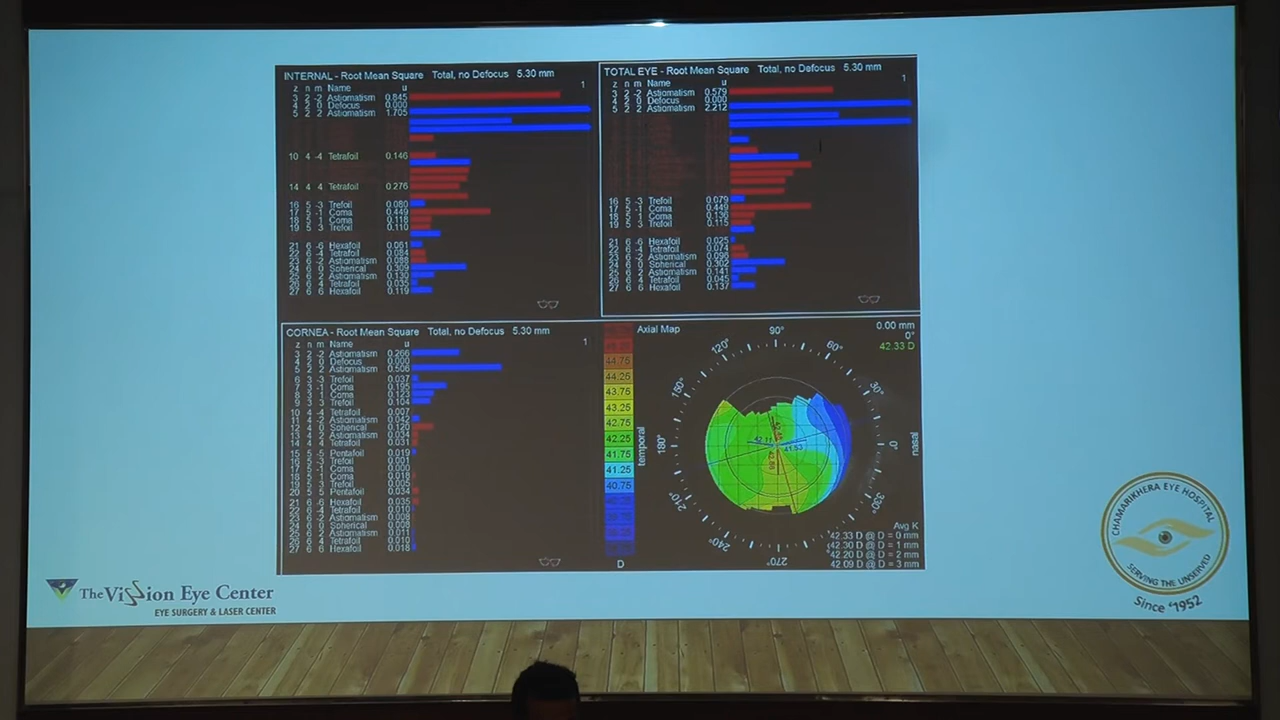 INTERNAL - Root Mean Square Total, no Defocus 5.30 mm
1
z n m Name u
3 2 -2 Astigmatism 0.845
4 2 0 Defocus 0.000
5 2 2 Astigmatism 1.705
10 4 -4 Tetrafoil 0.146
14 4 4 Tetrafoil 0.276
16 5 -3 Trefoil 0.080
17 5 -1 Coma 0.449
18 5 1 Coma 0.118
19 5 3 Trefoil 0.110
21 6 -6 Hexafoil 0.061
22 6 -4 Tetrafoil 0.084
23 6 -2 Astigmatism 0.088
24 6 0 Spherical 0.309
25 6 2 Astigmatism 0.130
26 6 4 Tetrafoil 0.035
27 6 6 Hexafoil 0.119
TOTAL EYE - Root Mean Square Total, no Defocus 5.30 mm
1
z n m Name u
3 2 -2 Astigmatism 0.579
4 2 0 Defocus 0.000
5 2 2 Astigmatism 2.212
16 5 -3 Trefoil 0.079
17 5 -1 Coma 0.449
18 5 1 Coma 0.136
19 5 3 Trefoil 0.115
21 6 -6 Hexafoil 0.025
22 6 -4 Tetrafoil 0.074
23 6 -2 Astigmatism 0.096
24 6 0 Spherical 0.302
25 6 2 Astigmatism 0.141
26 6 4 Tetrafoil 0.045
27 6 6 Hexafoil 0.137
CORNEA - Root Mean Square Total, no Defocus 5.30 mm
1
z n m Name u
3 2 -2 Astigmatism 0.266
4 2 0 Defocus 0.000
5 2 2 Astigmatism 0.506
6 3 -3 Trefoil 0.037
7 3 -1 Coma 0.195
8 3 1 Coma 0.123
9 3 3 Trefoil 0.104
10 4 -4 Tetrafoil 0.007
11 4 -2 Astigmatism 0.042
12 4 0 Spherical 0.120
13 4 2 Astigmatism 0.034
14 4 4 Tetrafoil 0.031
15 5 -5 Pentafoil 0.019
16 5 -3 Trefoil 0.001
17 5 -1 Coma 0.000
18 5 1 Coma 0.018
19 5 3 Trefoil 0.005
20 5 5 Pentafoil 0.034
21 6 -6 Hexafoil 0.035
22 6 -4 Tetrafoil 0.010
23 6 -2 Astigmatism 0.008
24 6 0 Spherical 0.009
25 6 2 Astigmatism 0.011
26 6 4 Tetrafoil 0.010
27 6 6 Hexafoil 0.018
Axial Map
0.00 mm
0°
42.33 D
44.75
44.25
43.75
43.25
42.75
42.25
41.75
41.25
40.75
D
temporal
nasal
90°
60°
30°
0°
330°
270°
240°
210°
180°
150°
120°
42.11
41.53
Avg K
42.33 D @ D = 0 mm
42.30 D @ D = 1 mm
42.20 D @ D = 2 mm
42.09 D @ D = 3 mm
The Vission Eye Center
EYE SURGERY & LASER CENTER
CHAMARIKHERA EYE HOSPITAL
SERVING THE UNSERVED
Since '1952